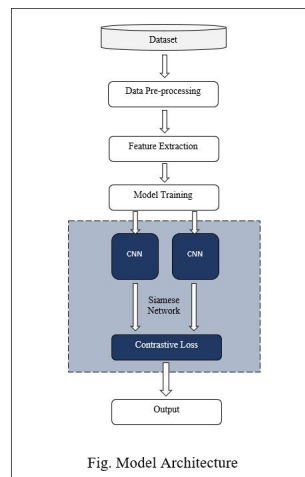 Dataset
Data Pre-processing
Feature Extraction
Model Training
CNN CNN
Siamese
Network
Contrastive Loss
Output
Fig. Model Architecture